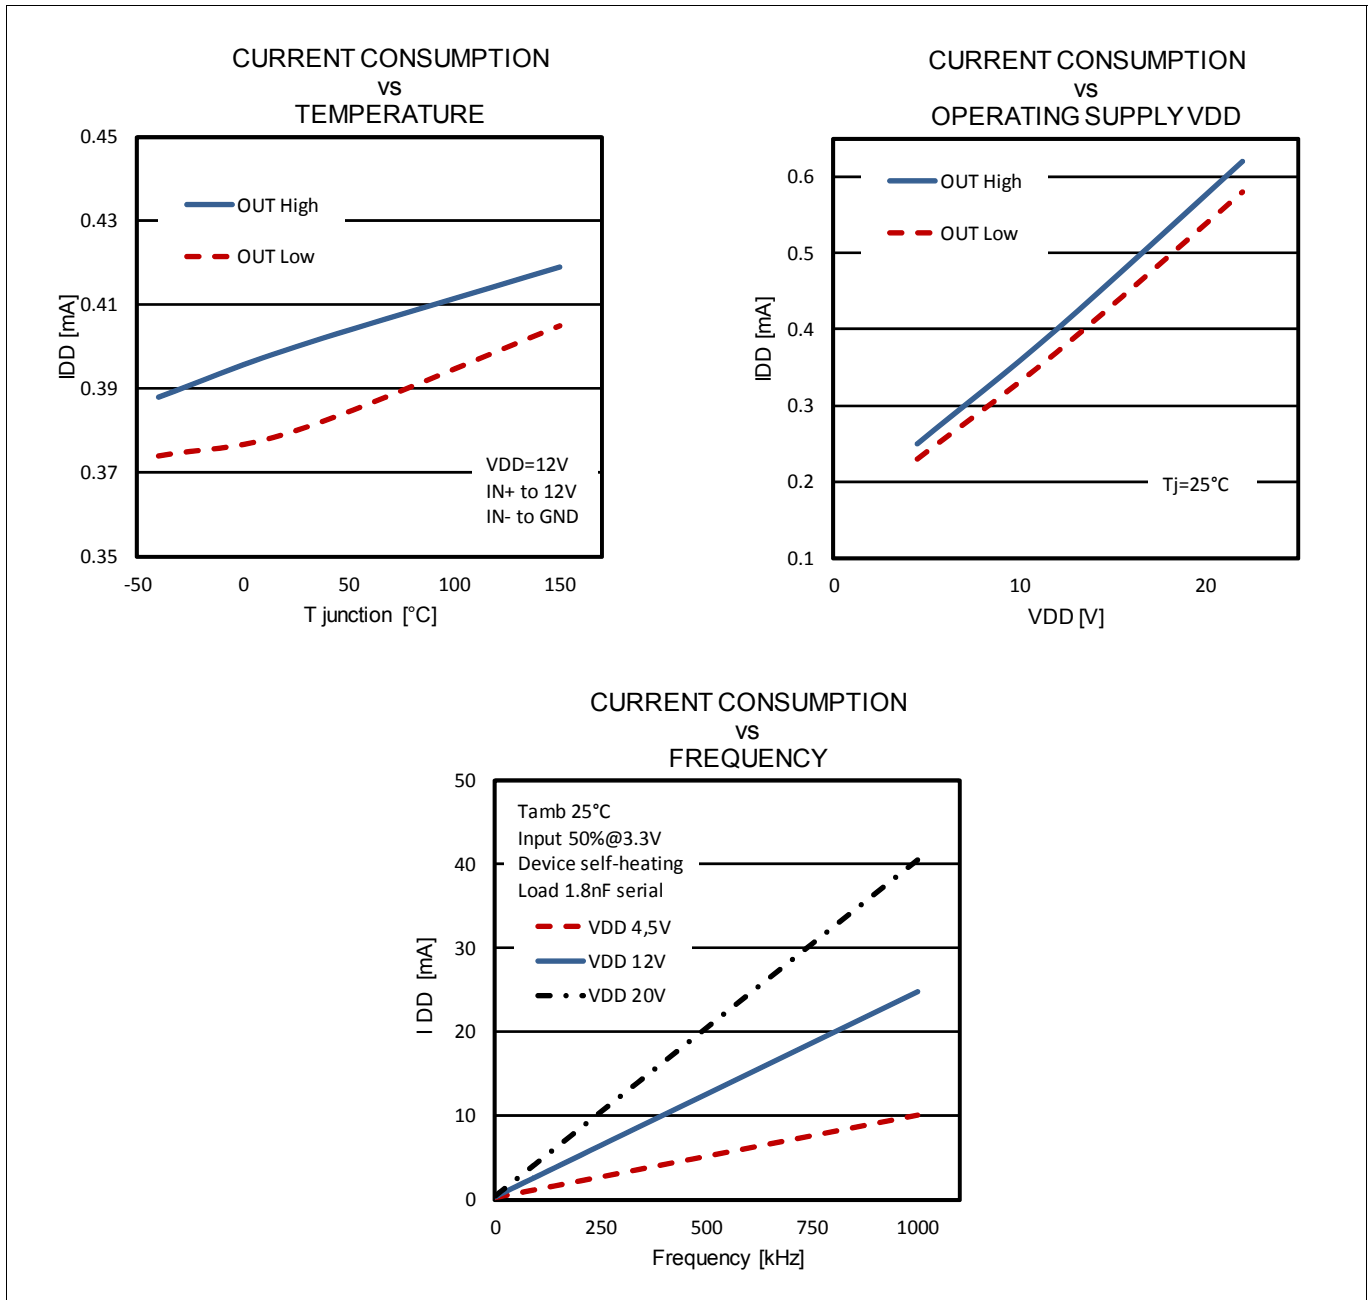 CURRENT CONSUMPTION
vs
TEMPERATURE
0.45
0.43
0.41
0.39
0.37
0.35
IDD [mA]
OUT High
OUT Low
VDD=12V
IN+ to 12V
IN- to GND
-50 0 50 100 150
T junction [°C]
CURRENT CONSUMPTION
vs
OPERATING SUPPLY VDD
0.6
0.5
0.4
0.3
0.2
0.1
IDD [mA]
OUT High
OUT Low
Tj=25°C
0 10 20
VDD [V]
CURRENT CONSUMPTION
vs
FREQUENCY
50
40
30
20
10
0
I DD [mA]
Tamb 25°C
Input 50%@3.3V
Device self-heating
Load 1.8nF serial
VDD 4,5V
VDD 12V
VDD 20V
0 250 500 750 1000
Frequency [kHz]